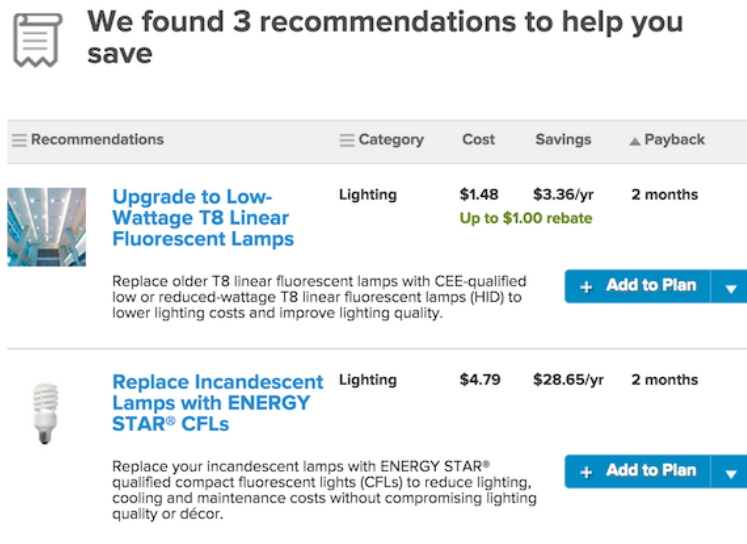 We found 3 recommendations to help you
save
Recommendations Category Cost Savings Payback
Upgrade to Low- Lighting $1.48 $3.36/yr 2 months
Wattage T8 Linear Up to $1.00 rebate
Fluorescent Lamps
Replace older T8 linear fluorescent lamps with CEE-qualified
low or reduced-wattage T8 linear fluorescent lamps (HID) to
lower lighting costs and improve lighting quality.
+ Add to Plan
Replace Incandescent Lighting $4.79 $28.65/yr 2 months
Lamps with ENERGY
STAR® CFLs
Replace your incandescent lamps with ENERGY STAR®
qualified compact fluorescent lights (CFLs) to reduce lighting,
cooling and maintenance costs without compromising lighting
quality or décor.
+ Add to Plan